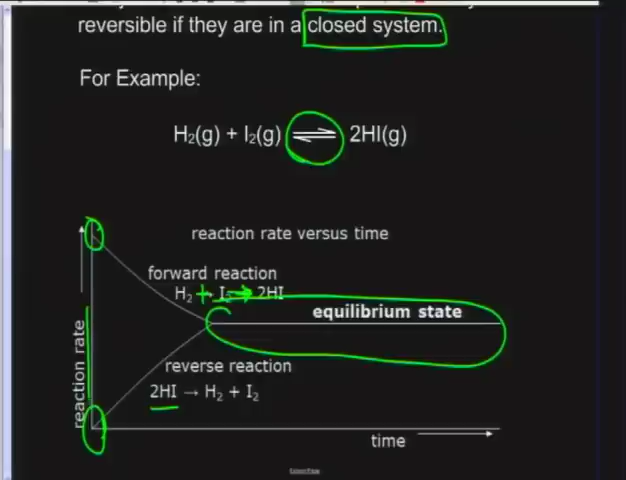 reversible if they are in a closed system.
For Example:
H₂(g) + I₂(g) ⇌ 2HI(g)
reaction rate versus time
forward reaction
H₂ + I₂ → 2HI
equilibrium state
reaction rate
reverse reaction
2HI → H₂ + I₂
time